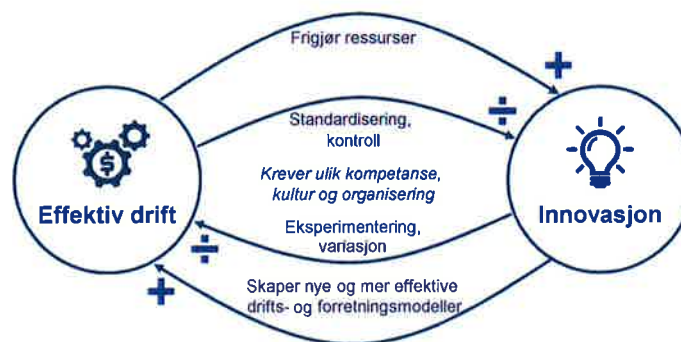 Frigjør ressurser
+
÷
Standardisering,
kontroll
Krever ulik kompetanse,
kultur og organisering
$
Effektiv drift
Innovasjon
Eksperimentering,
variasjon
÷
+
Skaper nye og mer effektive
drifts- og forretningsmodeller